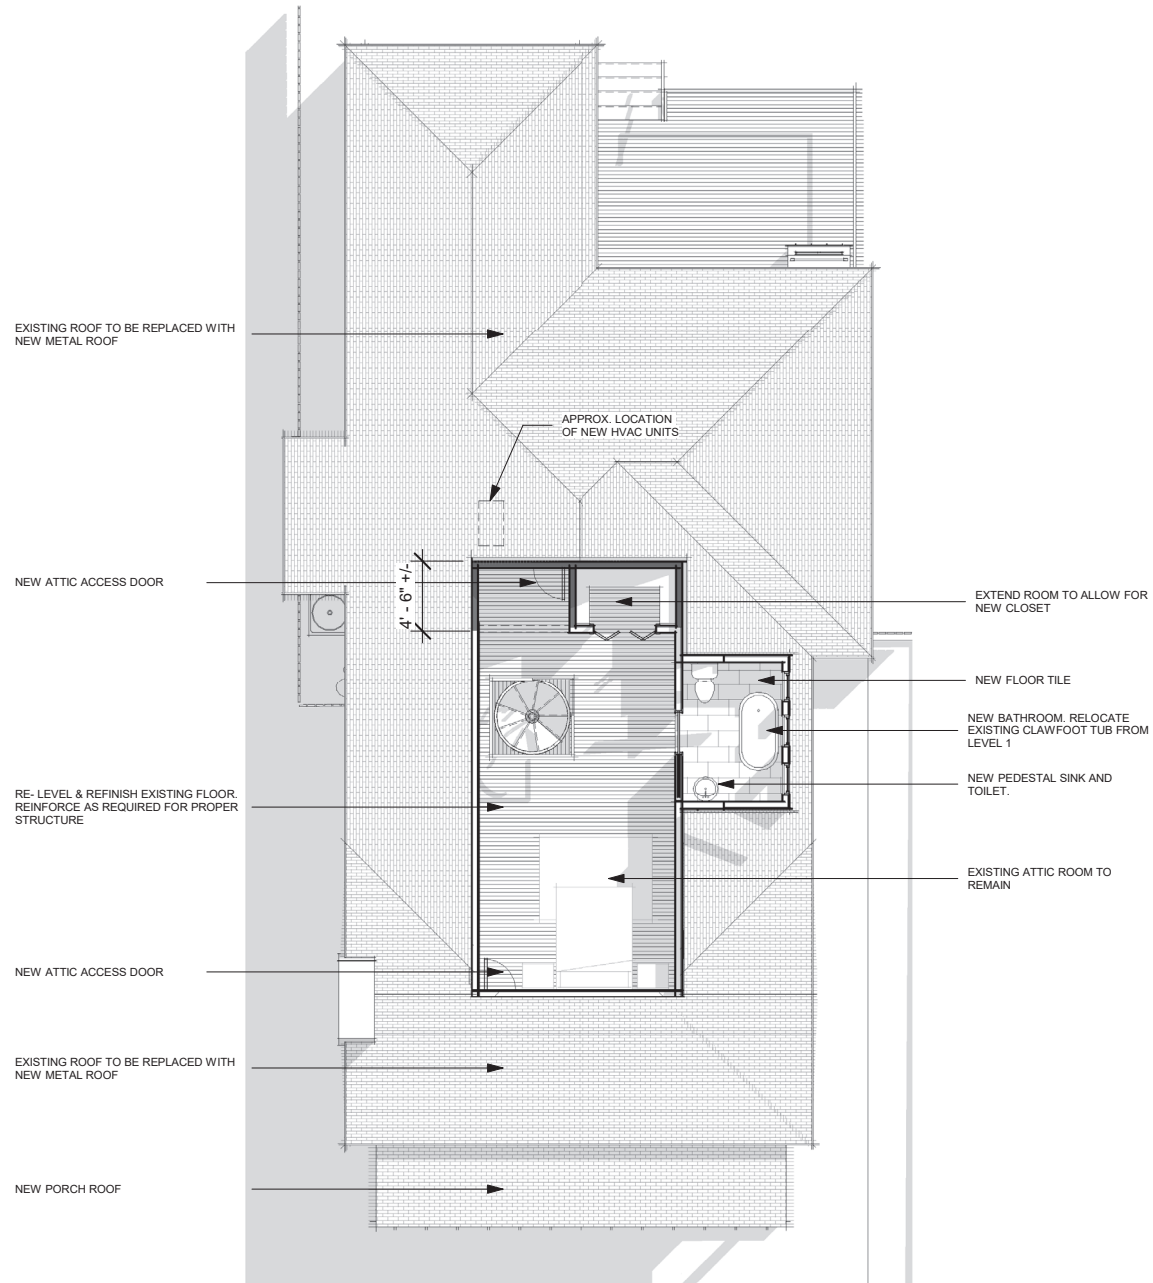 EXISTING ROOF TO BE REPLACED WITH
NEW METAL ROOF
APPROX. LOCATION
OF NEW HVAC UNITS
4' - 6" +/-
NEW ATTIC ACCESS DOOR
EXTEND ROOM TO ALLOW FOR
NEW CLOSET
NEW FLOOR TILE
NEW BATHROOM. RELOCATE
EXISTING CLAWFOOT TUB FROM
LEVEL 1
NEW PEDESTAL SINK AND
TOILET.
RE- LEVEL & REFINISH EXISTING FLOOR.
REINFORCE AS REQUIRED FOR PROPER
STRUCTURE
EXISTING ATTIC ROOM TO
REMAIN
NEW ATTIC ACCESS DOOR
EXISTING ROOF TO BE REPLACED WITH
NEW METAL ROOF
NEW PORCH ROOF